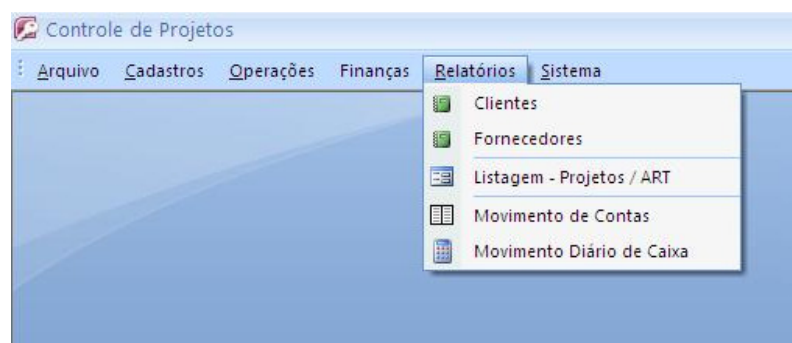 Controle de Projetos
Arquivo Cadastros Operações Finanças Relatórios Sistema
Clientes
Fornecedores
Listagem - Projetos / ART
Movimento de Contas
Movimento Diário de Caixa